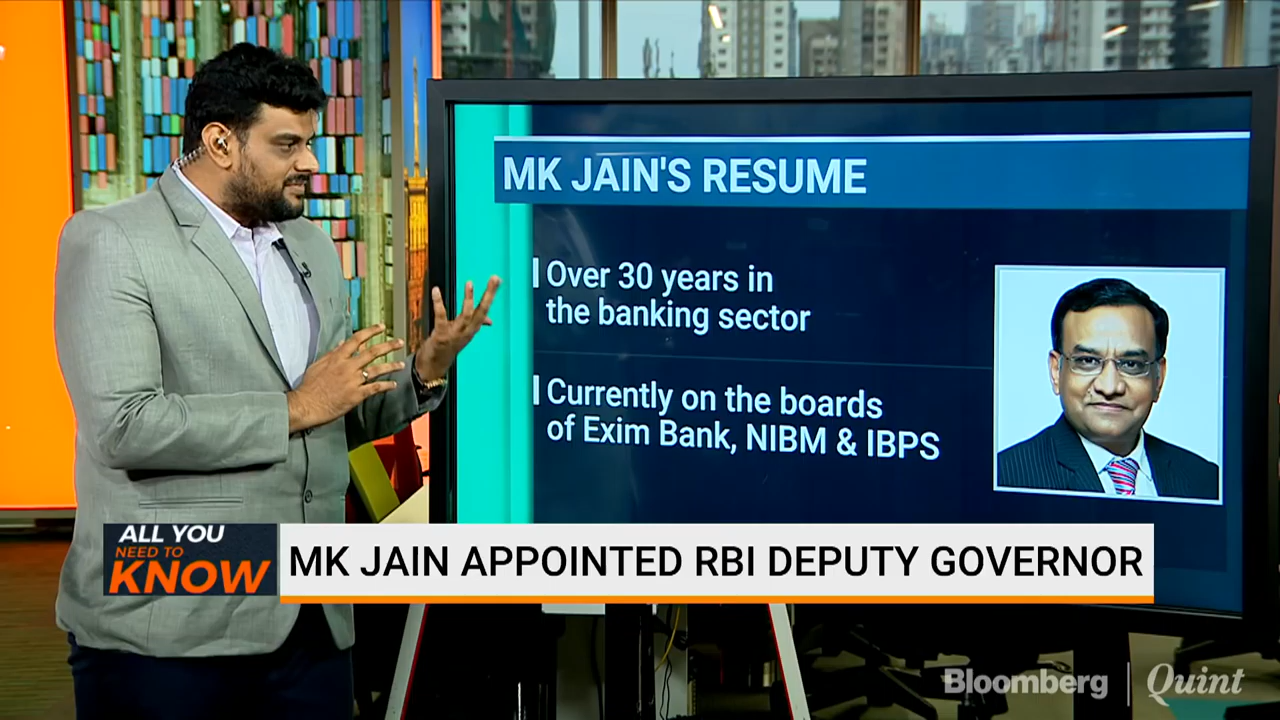 MK JAIN'S RESUME
Over 30 years in
the banking sector
Currently on the boards
of Exim Bank, NIBM & IBPS
ALL YOU
NEED TO
KNOW
MK JAIN APPOINTED RBI DEPUTY GOVERNOR
Bloomberg | Quint